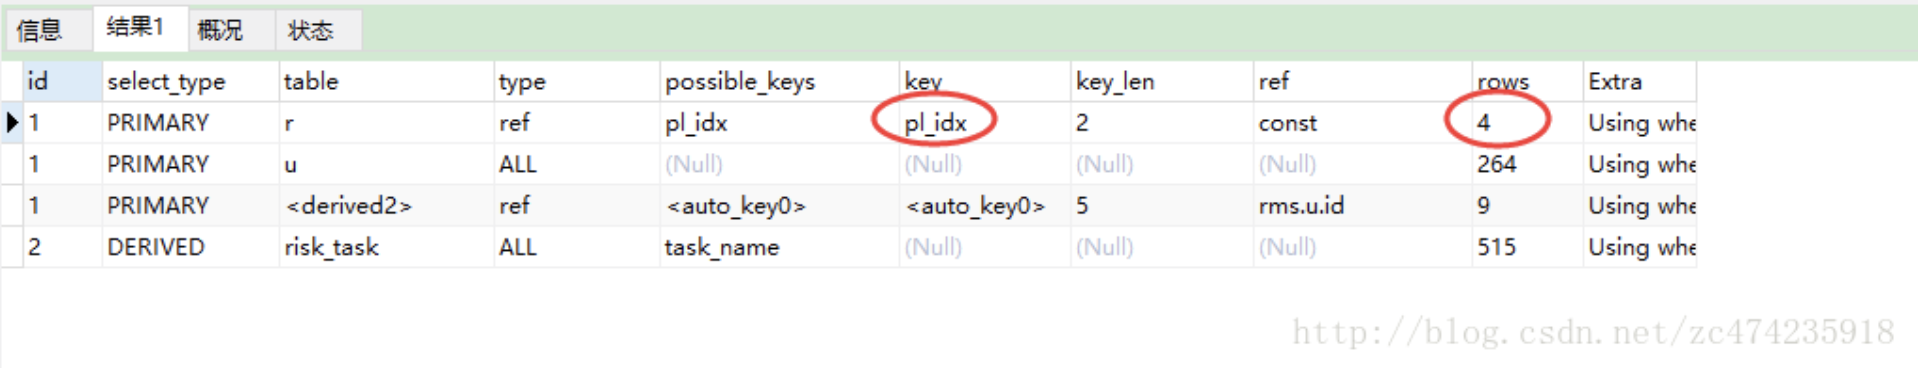 信息 结果1 概况 状态
id select_type table type possible_keys key key_len ref rows Extra
1 PRIMARY r ref pl_idx pl_idx 2 const 4 Using whe
1 PRIMARY u ALL (Null) (Null) (Null) (Null) 264 Using whe
1 PRIMARY <derived2> ref <auto_key0> <auto_key0> 5 rms.u.id 9 Using whe
2 DERIVED risk_task ALL task_name (Null) (Null) (Null) 515 Using whe
http://blog.csdn.net/zc474235918